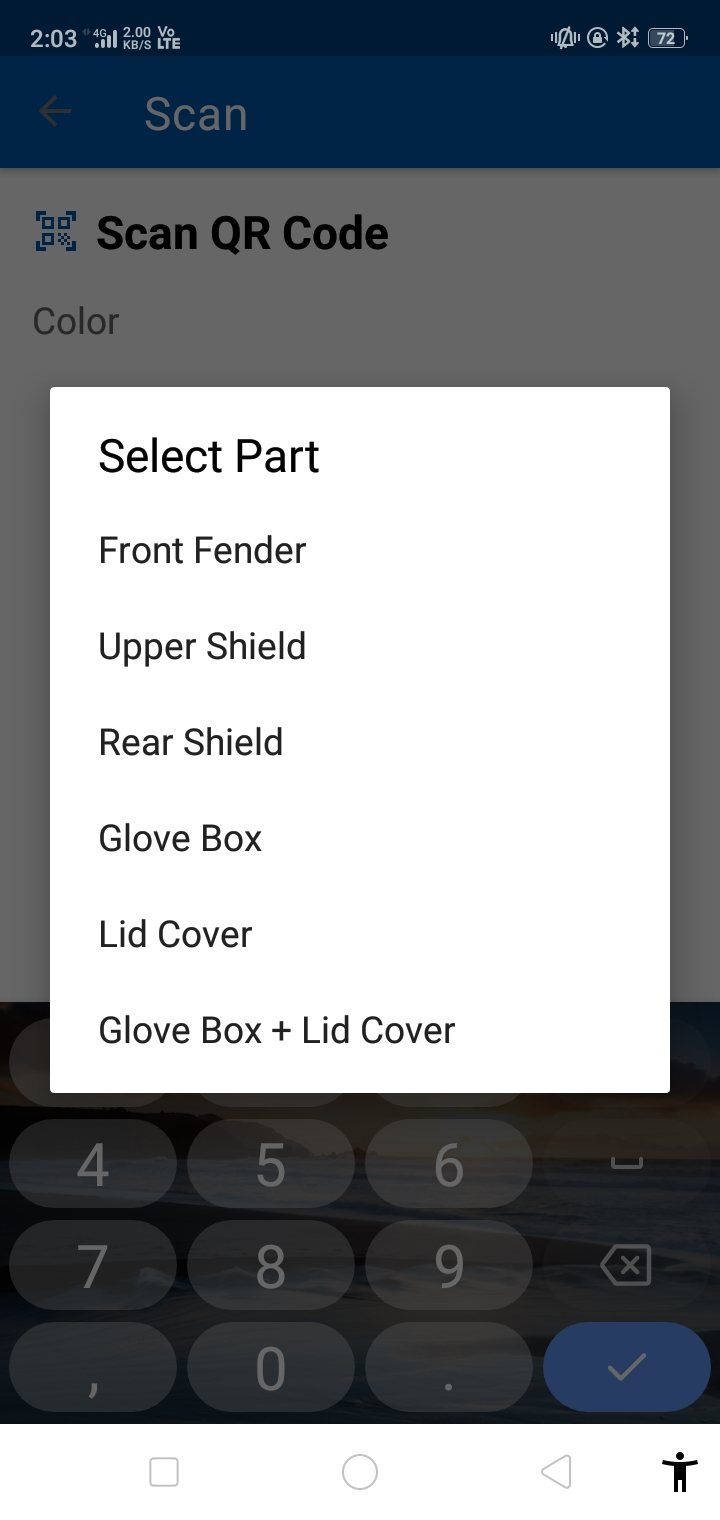 2:03 4G 2.00 KB/S Vo LTE 72
Scan
Scan QR Code
Color
Select Part
Front Fender
Upper Shield
Rear Shield
Glove Box
Lid Cover
Glove Box + Lid Cover
4 5 6
7 8 9
, 0 .